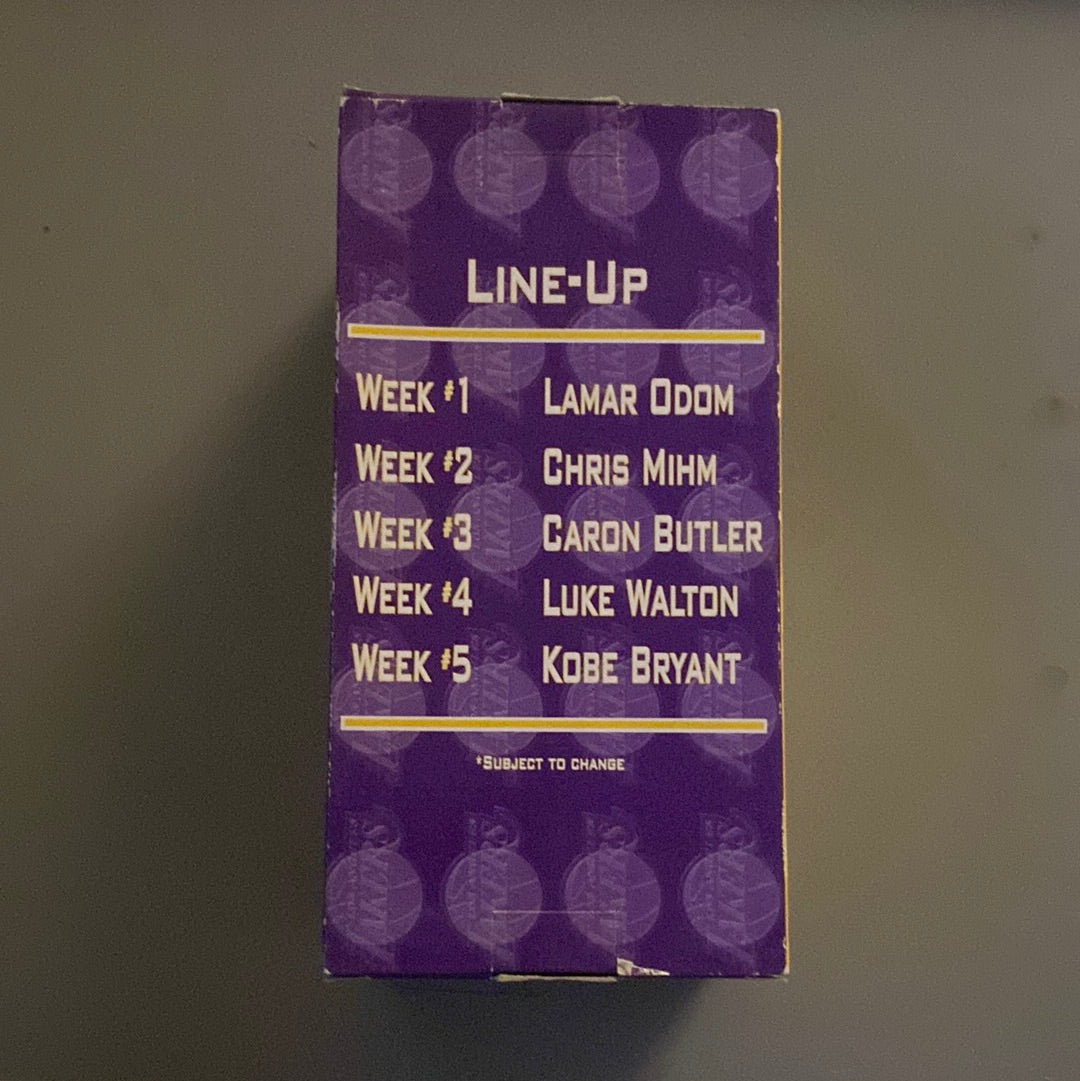 LINE-UP
WEEK #1 LAMAR ODOM
WEEK #2 CHRIS MIHM
WEEK #3 CARON BUTLER
WEEK #4 LUKE WALTON
WEEK #5 KOBE BRYANT
*SUBJECT TO CHANGE
LAKERS